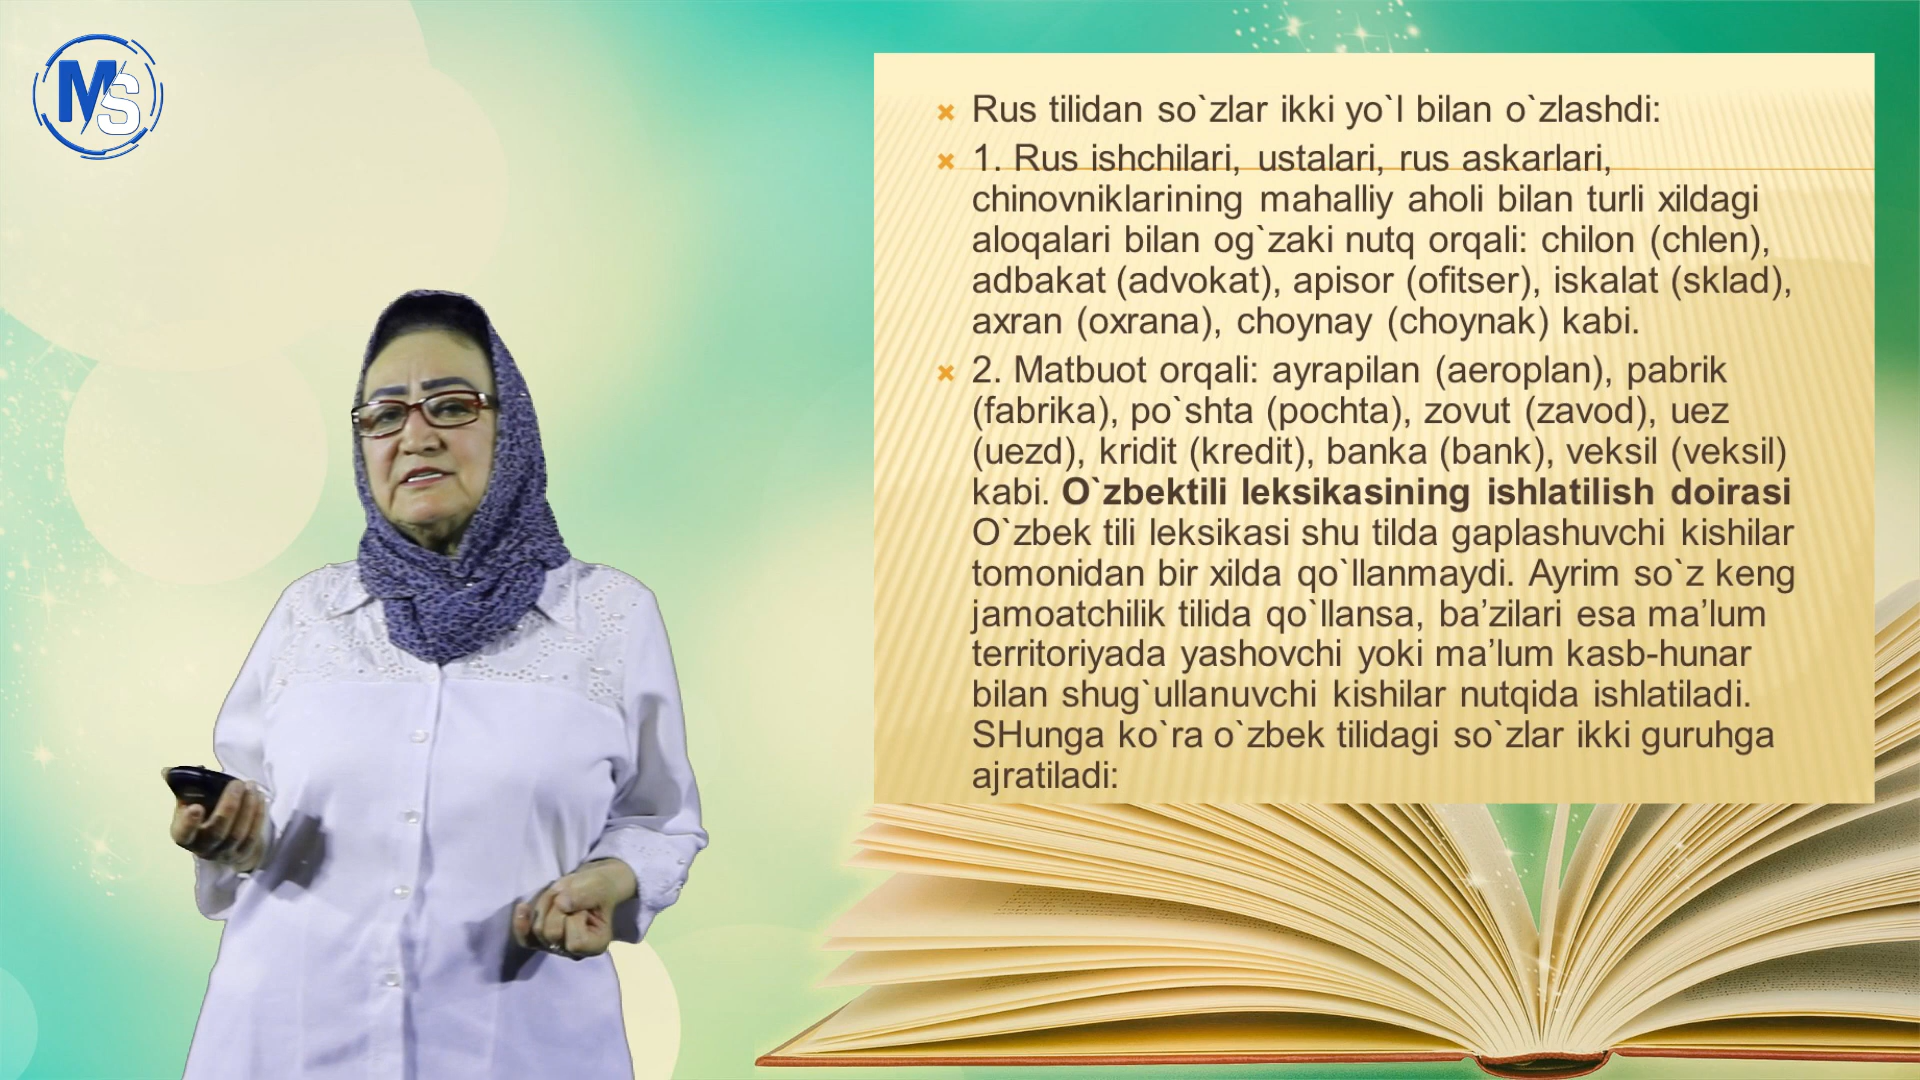 MS
Rus tilidan so`zlar ikki yo`l bilan o`zlashdi:
1. Rus ishchilari, ustalari, rus askarlari,
chinovniklarining mahalliy aholi bilan turli xildagi
aloqalari bilan og`zaki nutq orqali: chilon (chlen),
adbakat (advokat), apisor (ofitser), iskalat (sklad),
axran (oxrana), choynay (choynak) kabi.
2. Matbuot orqali: ayrapilan (aeroplan), pabrik
(fabrika), po`shta (pochta), zovut (zavod), uez
(uezd), kridit (kredit), banka (bank), veksil (veksil)
kabi. O`zbektili leksikasining ishlatilish doirasi
O`zbek tili leksikasi shu tilda gaplashuvchi kishilar
tomonidan bir xilda qo`llanmaydi. Ayrim so`z keng
jamoatchilik tilida qo`llansa, ba’zilari esa ma’lum
territoriyada yashovchi yoki ma’lum kasb-hunar
bilan shug`ullanuvchi kishilar nutqida ishlatiladi.
SHunga ko`ra o`zbek tilidagi so`zlar ikki guruhga
ajratiladi: